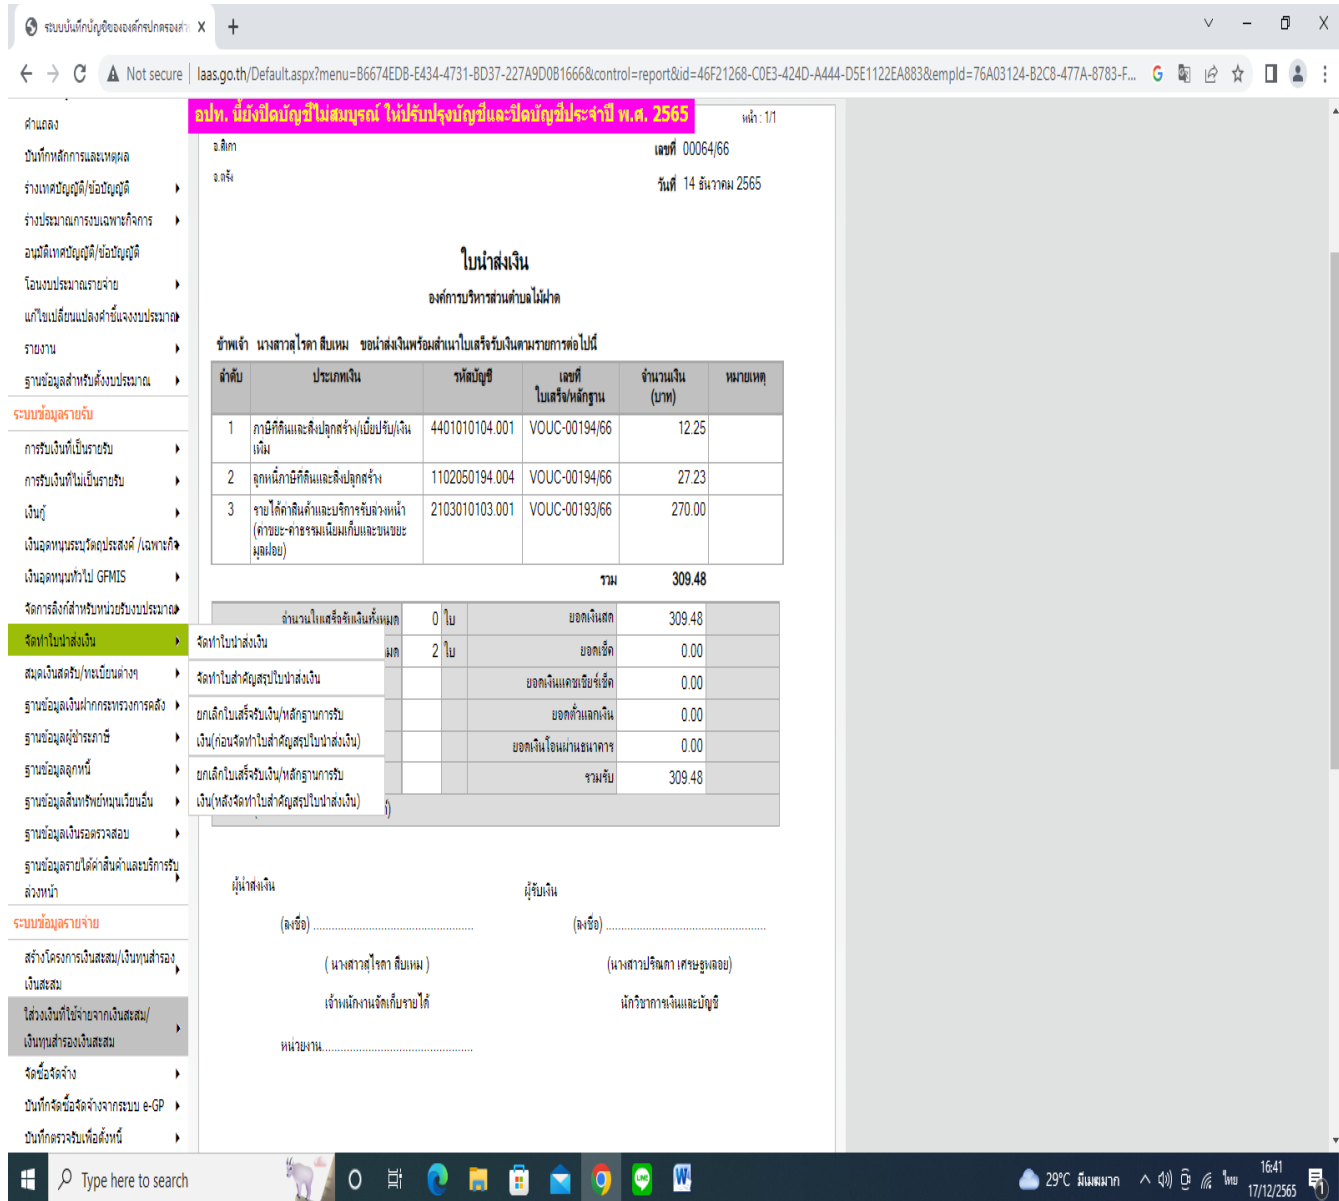 ระบบบันทึกบัญชีขององค์กรปกครองส่วน
Not secure
laas.go.th/Default.aspx?menu=B6674EDB-E434-4731-BD37-227A9D0B1666&control=report&id=46F21268-C0E3-424D-A444-D5E1122EA883&empId=76A03124-B2C8-477A-8783-F...
อปท. นี้ยังปิดบัญชีไม่สมบูรณ์ ให้ปรับปรุงบัญชีและปิดบัญชีประจำปี พ.ศ. 2565
หน้า : 1/1
อ.สิเกา
เลขที่ 00064/66
จ.ตรัง
วันที่ 14 ธันวาคม 2565
ใบนำส่งเงิน
องค์การบริหารส่วนตำบลไม้ฝาด
ข้าพเจ้า นางสาวสุไรดา สืบเหม ขอนำส่งเงินพร้อมสำเนาใบเสร็จรับเงินตามรายการต่อไปนี้
ลำดับ ประเภทเงิน รหัสบัญชี เลขที่ ใบเสร็จ/หลักฐาน จำนวนเงิน (บาท) หมายเหตุ
1 ภาษีที่ดินและสิ่งปลูกสร้าง/เบี้ยปรับ/เงินเพิ่ม 4401010104.001 VOUC-00194/66 12.25
2 ลูกหนี้ภาษีที่ดินและสิ่งปลูกสร้าง 1102050194.004 VOUC-00194/66 27.23
3 รายได้ค่าสินค้าและบริการรับล่วงหน้า 2103010103.001 VOUC-00193/66 270.00
(ค่าขยะ-ค่าธรรมเนียมเก็บและขนขยะ
มูลฝอย)
รวม 309.48
จำนวนใบเสร็จรับเงินทั้งหมด 0 ใบ ยอดเงินสด 309.48
มด 2 ใบ ยอดเช็ค 0.00
ยอดเงินแคชเชียร์เช็ค 0.00
ยอดตั๋วแลกเงิน 0.00
ยอดเงินโอนผ่านธนาคาร 0.00
รวมรับ 309.48
ผู้นำส่งเงิน
ผู้รับเงิน
(ลงชื่อ) ....................................................
(ลงชื่อ) ....................................................
( นางสาวสุไรดา สืบเหม )
(นางสาวปริณดา เศรษฐพลอย)
เจ้าพนักงานจัดเก็บรายได้
นักวิชาการเงินและบัญชี
หน่วยงาน..................................................
คำแถลง
บันทึกหลักการและเหตุผล
ร่างเทศบัญญัติ/ข้อบัญญัติ
ร่างประมาณการงบเฉพาะกิจการ
อนุมัติเทศบัญญัติ/ข้อบัญญัติ
โอนงบประมาณรายจ่าย
แก้ไขเปลี่ยนแปลงคำชี้แจงงบประมาณ
รายงาน
ฐานข้อมูลสำหรับตั้งงบประมาณ
ระบบข้อมูลรายรับ
การรับเงินที่เป็นรายรับ
การรับเงินที่ไม่เป็นรายรับ
เงินกู้
เงินอุดหนุนระบุวัตถุประสงค์ /เฉพาะกิจ
เงินอุดหนุนทั่วไป GFMIS
จัดการลิงก์สำหรับหน่วยรับงบประมาณ
จัดทำใบนำส่งเงิน
สมุดเงินสดรับ/ทะเบียนต่างๆ
ฐานข้อมูลเงินฝากกระทรวงการคลัง
ฐานข้อมูลผู้ชำระภาษี
ฐานข้อมูลลูกหนี้
ฐานข้อมูลสินทรัพย์หมุนเวียนอื่น
ฐานข้อมูลเงินรอตรวจสอบ
ฐานข้อมูลรายได้ค่าสินค้าและบริการรับ
ล่วงหน้า
ระบบข้อมูลรายจ่าย
สร้างโครงการเงินสะสม/เงินทุนสำรอง
เงินสะสม
ใส่วงเงินที่ใช้จ่ายจากเงินสะสม/
เงินทุนสำรองเงินสะสม
จัดซื้อจัดจ้าง
บันทึกจัดซื้อจัดจ้างจากระบบ e-GP
บันทึกตรวจรับเพื่อตั้งหนี้
จัดทำใบนำส่งเงิน
จัดทำใบสำคัญสรุปใบนำส่งเงิน
ยกเลิกใบเสร็จรับเงิน/หลักฐานการรับ
เงิน(ก่อนจัดทำใบสำคัญสรุปใบนำส่งเงิน)
ยกเลิกใบเสร็จรับเงิน/หลักฐานการรับ
เงิน(หลังจัดทำใบสำคัญสรุปใบนำส่งเงิน)
Type here to search
LINE
W
29°C มีเมฆมาก
ไทย
16:41
17/12/2565
1